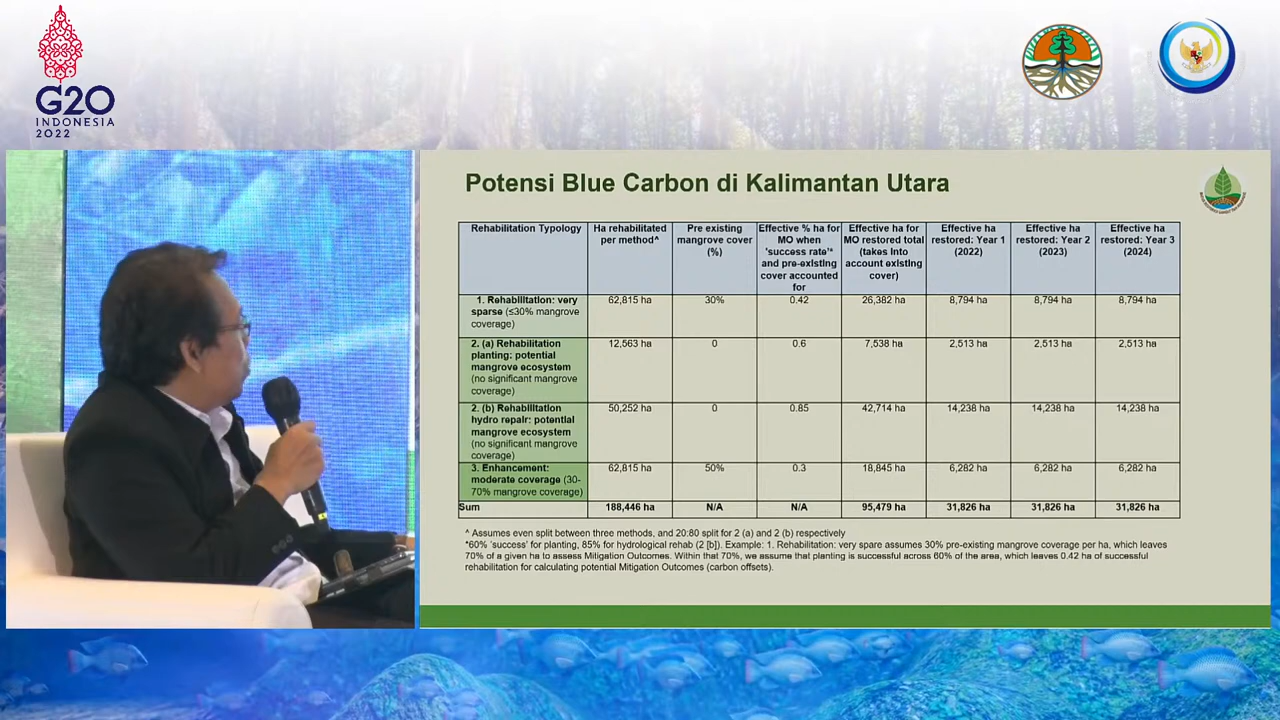 G20
INDONESIA
2022
Potensi Blue Carbon di Kalimantan Utara
Rehabilitation Typology
Ha rehabilitated
per method^
Pre existing
mangrove cover
(%)
Effective % ha for
MO when
'success rate'*
and pre-existing
cover accounted
for
Effective ha for
MO restored total
(takes into
account existing
cover)
Effective ha
restored: Year 1
(2022)
Effective ha
restored: Year 2
(2023)
Effective ha
restored: Year 3
(2024)
1. Rehabilitation: very
sparse (≤30% mangrove
coverage)
62,815 ha
30%
0.42
26,382 ha
8,794 ha
8,794 ha
8,794 ha
2. (a) Rehabilitation
planting: potential
mangrove ecosystem
(no significant mangrove
coverage)
12,563 ha
0
0.6
7,538 ha
2,513 ha
2,513 ha
2,513 ha
2. (b) Rehabilitation
hydro repair: potential
mangrove ecosystem
(no significant mangrove
coverage)
50,252 ha
0
0.85
42,714 ha
14,238 ha
14,238 ha
14,238 ha
3. Enhancement:
moderate coverage (30-
70% mangrove coverage)
62,815 ha
50%
0.3
18,845 ha
6,282 ha
6,282 ha
6,282 ha
Sum
188,446 ha
N/A
N/A
95,479 ha
31,826 ha
31,826 ha
31,826 ha
^ Assumes even split between three methods, and 20:80 split for 2 (a) and 2 (b) respectively
*60% 'success' for planting, 85% for hydrological rehab (2 [b]). Example: 1. Rehabilitation: very spare assumes 30% pre-existing mangrove coverage per ha, which leaves
70% of a given ha to assess Mitigation Outcomes. Within that 70%, we assume that planting is successful across 60% of the area, which leaves 0.42 ha of successful
rehabilitation for calculating potential Mitigation Outcomes (carbon offsets).